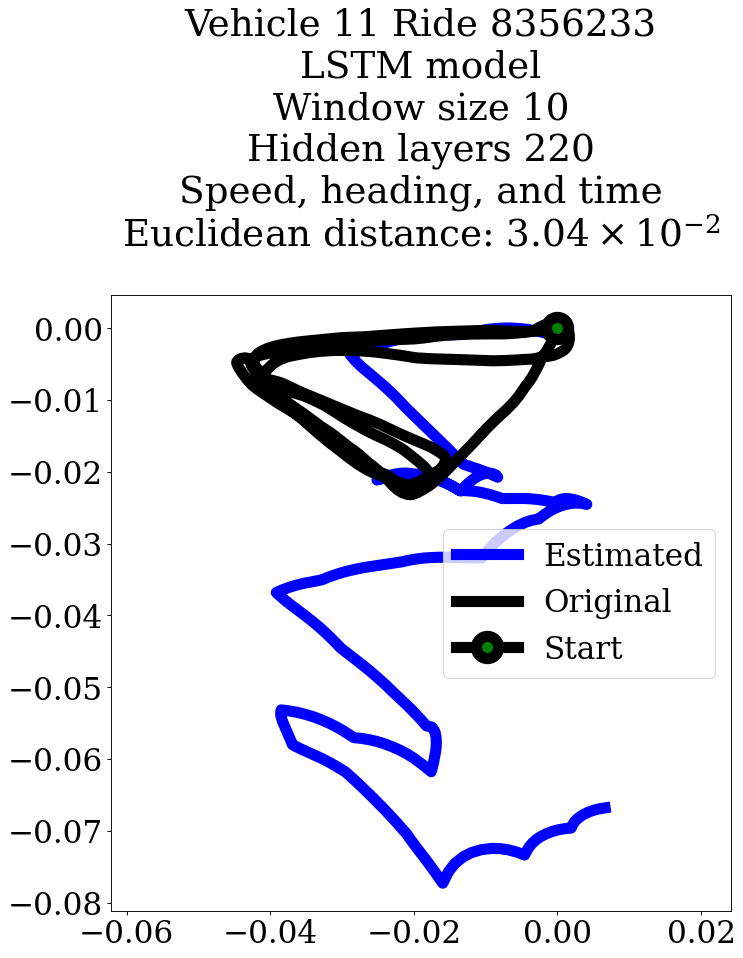 Vehicle 11 Ride 8356233
LSTM model
Window size 10
Hidden layers 220
Speed, heading, and time
Euclidean distance: 3.04 × 10⁻²
0.00
−0.01
−0.02
−0.03
−0.04
−0.05
−0.06
−0.07
−0.08
Estimated
Original
Start
−0.06 −0.04 −0.02 0.00 0.02